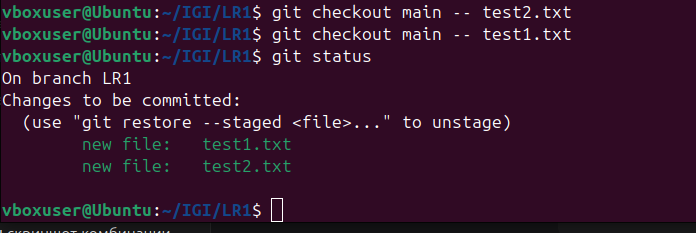 vboxuser@Ubuntu:~/IGI/LR1$ git checkout main -- test2.txt
vboxuser@Ubuntu:~/IGI/LR1$ git checkout main -- test1.txt
vboxuser@Ubuntu:~/IGI/LR1$ git status
On branch LR1
Changes to be committed:
  (use "git restore --staged <file>..." to unstage)
        new file:   test1.txt
        new file:   test2.txt

vboxuser@Ubuntu:~/IGI/LR1$
скриншот комбинации